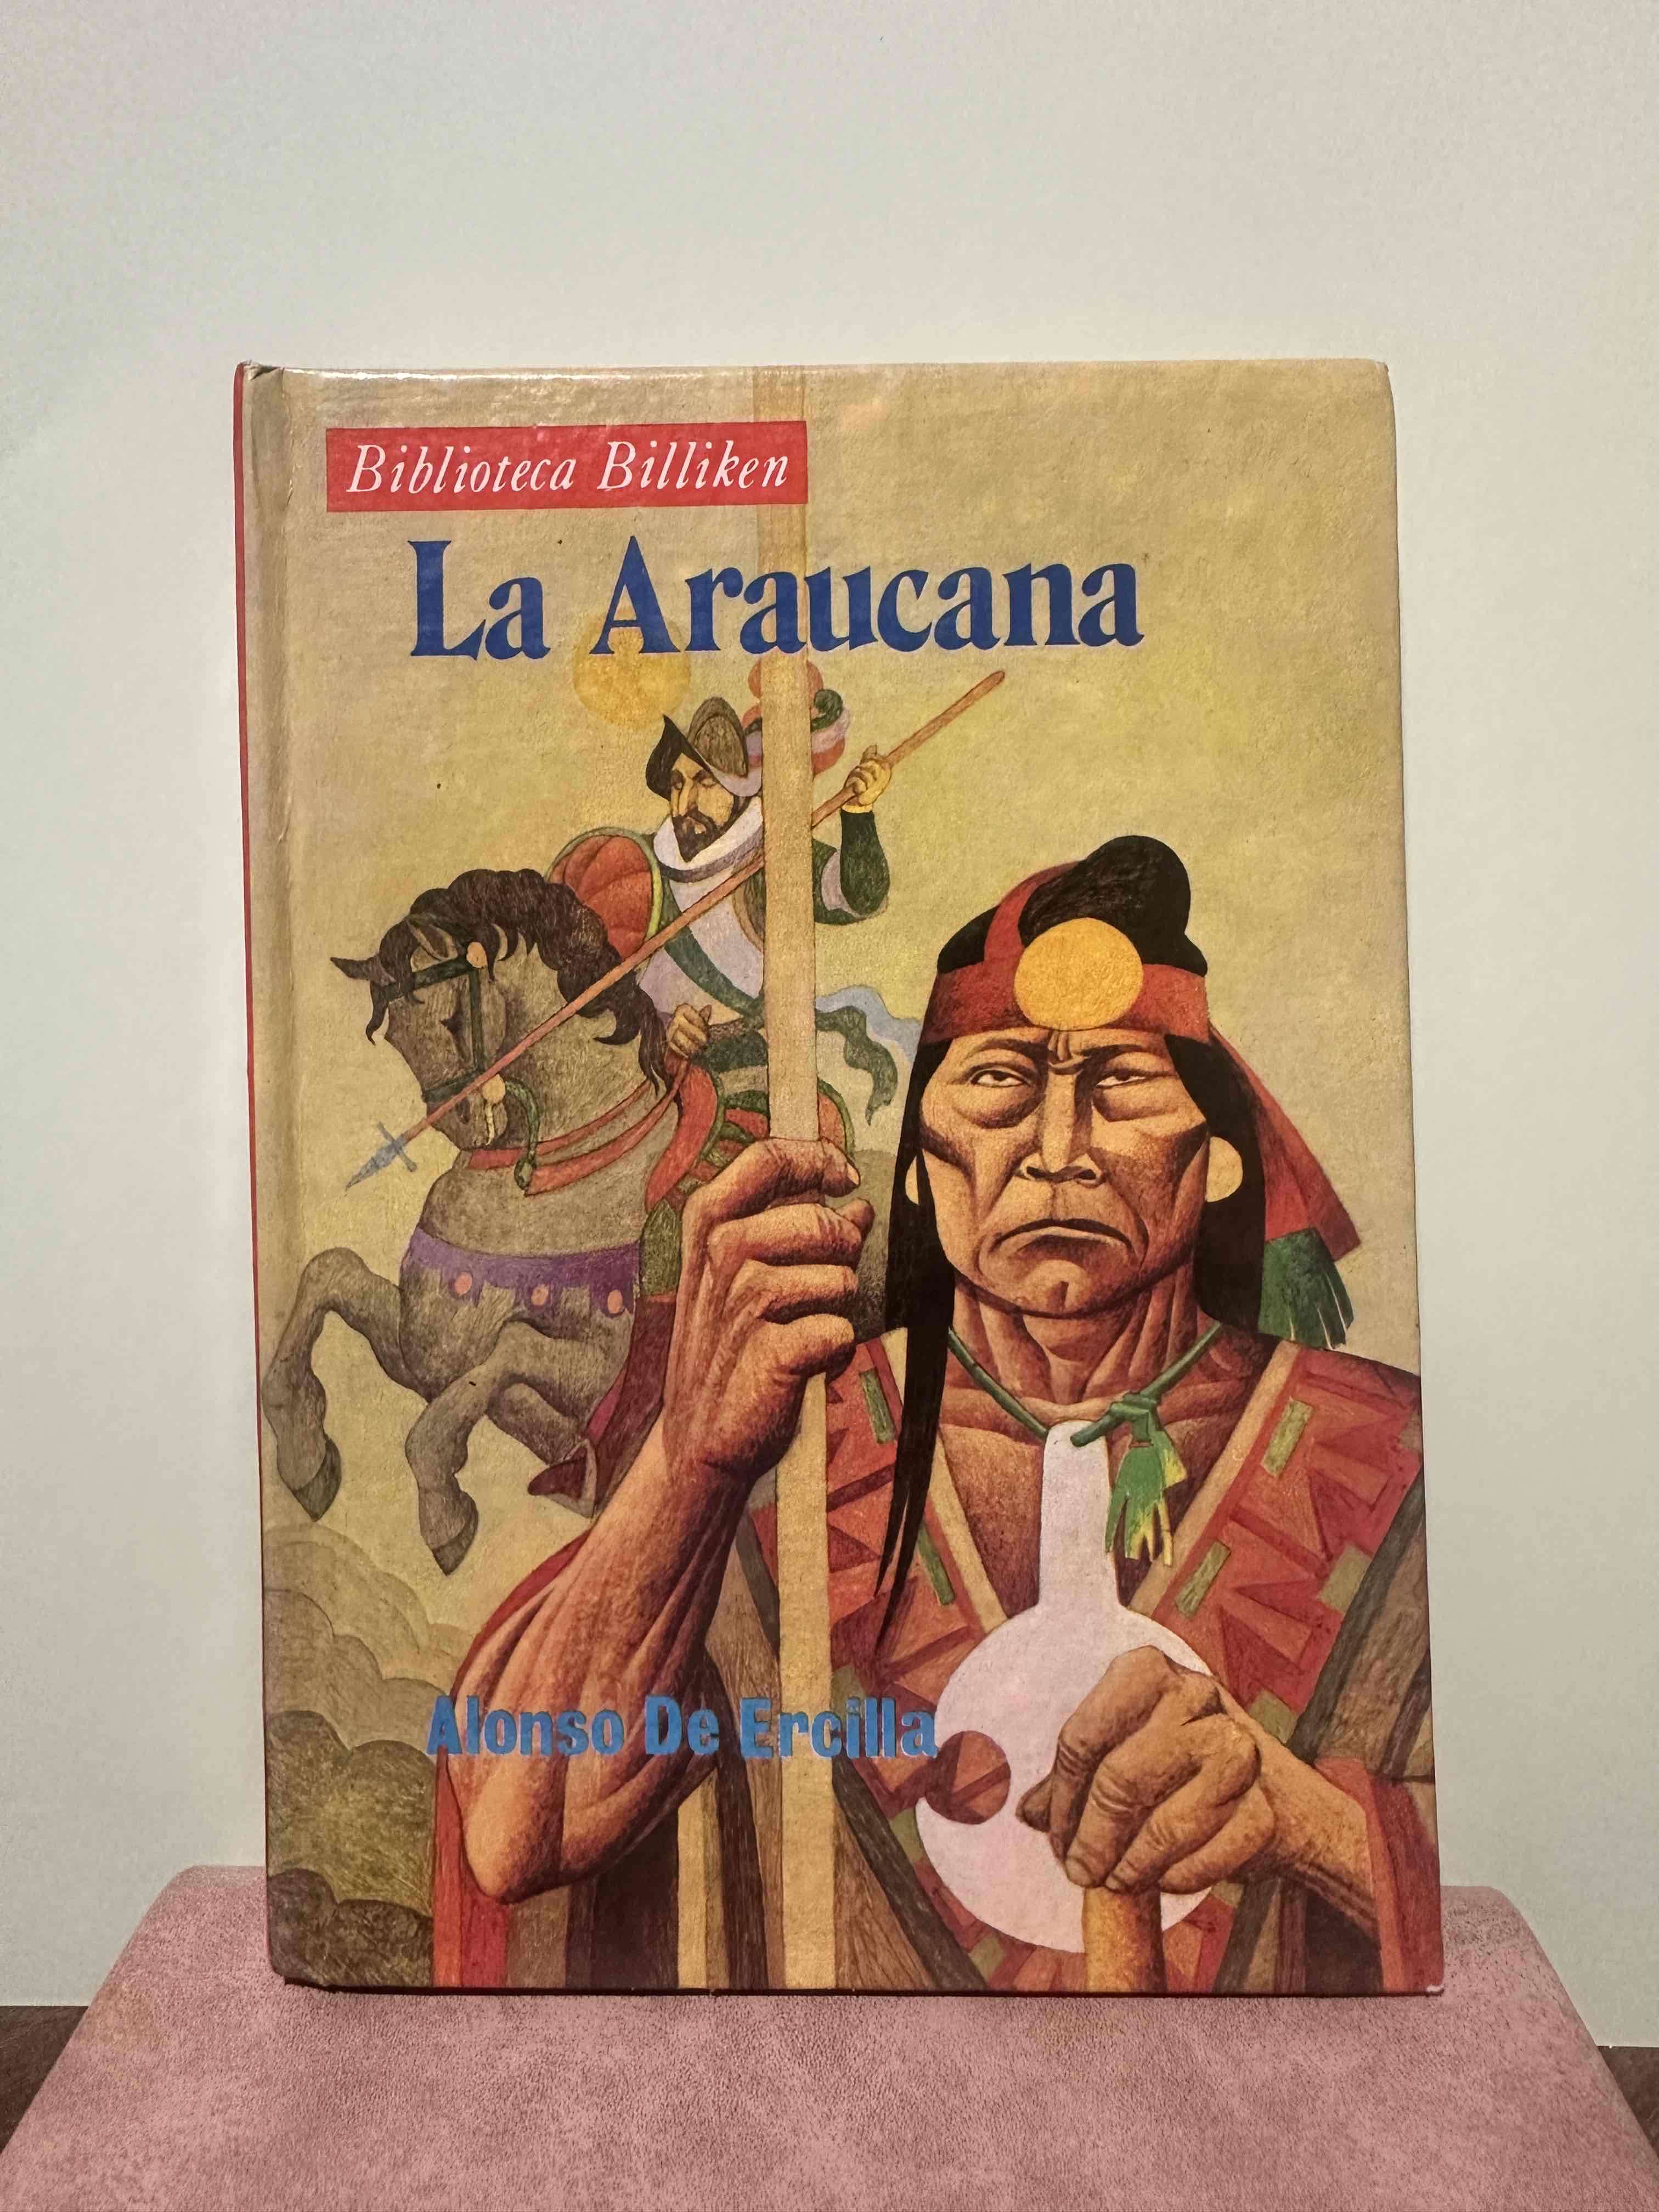 Biblioteca Billiken
La Araucana
Alonso De Ercilla